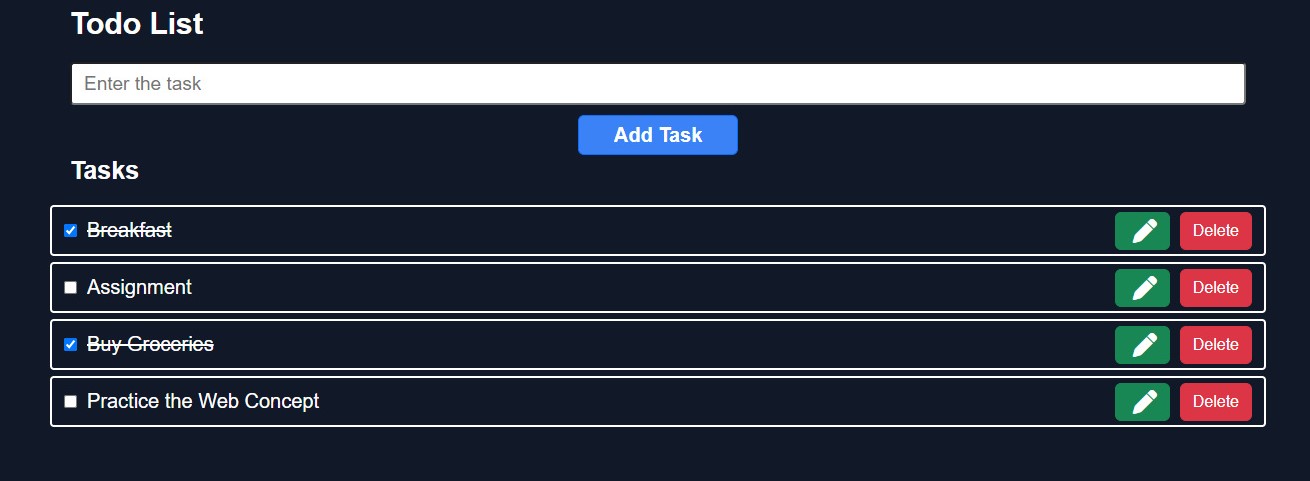 Todo List
Enter the task
Add Task
Tasks
Breakfast Delete
Assignment Delete
Buy Groceries Delete
Practice the Web Concept Delete